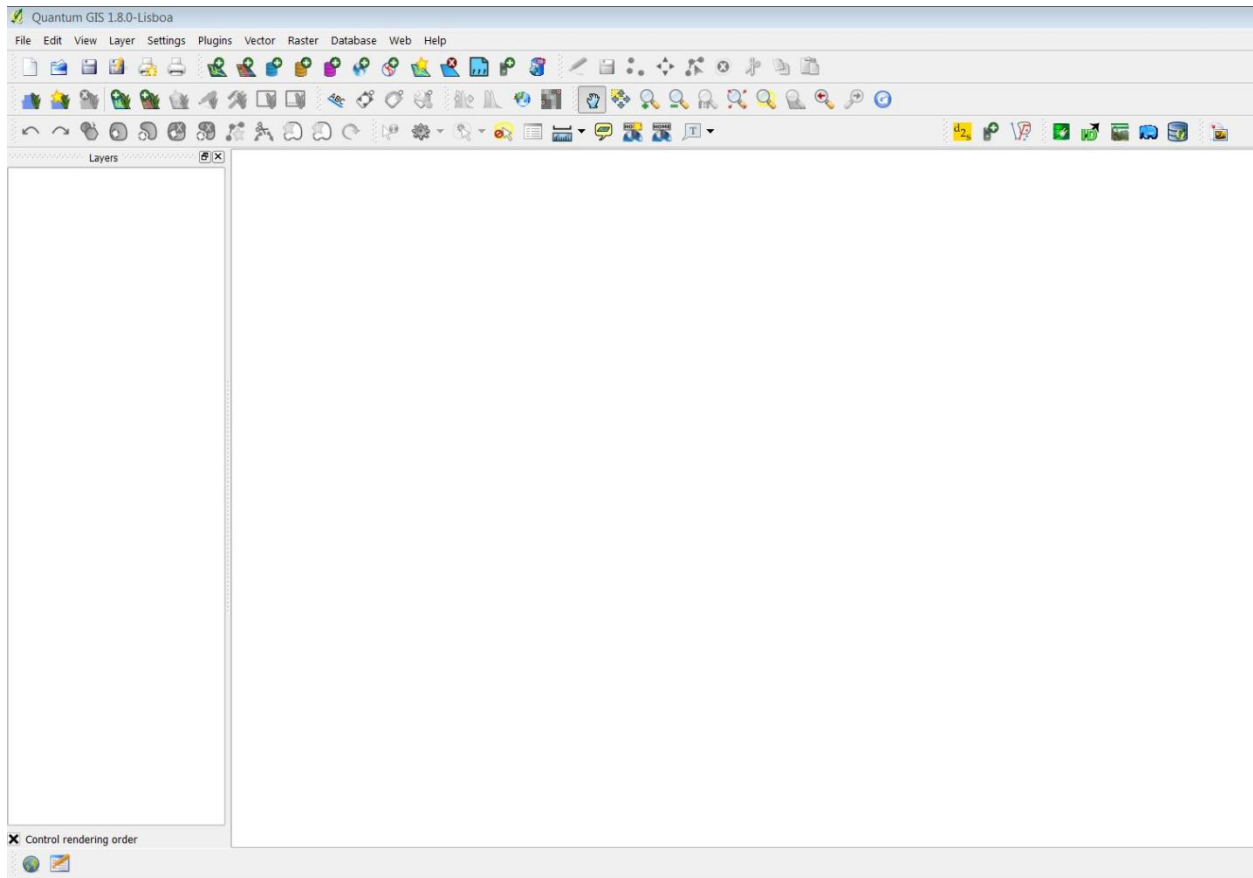 Quantum GIS 1.8.0-Lisboa
File Edit View Layer Settings Plugins Vector Raster Database Web Help
Layers
Control rendering order